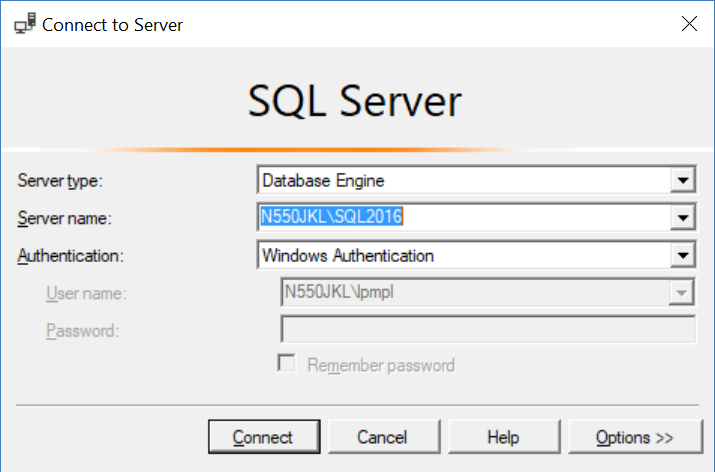 Connect to Server
SQL Server
Server type: Database Engine
Server name: N550JKL\SQL2016
Authentication: Windows Authentication
User name: N550JKL\lpmpl
Password:
Remember password
Connect Cancel Help Options >>